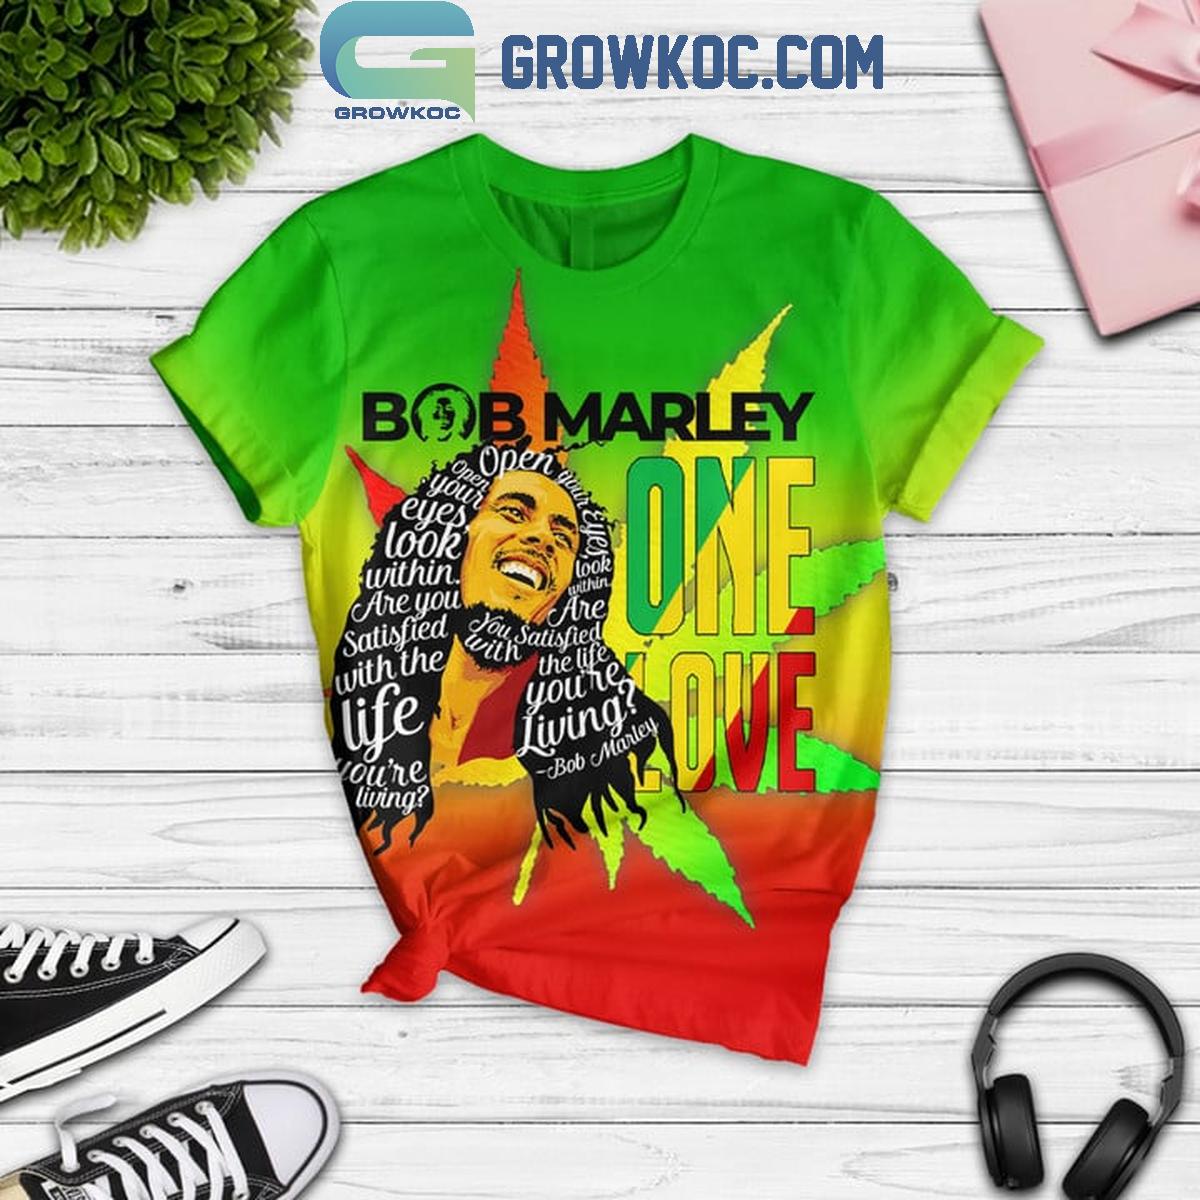 GROWKOC
GROWKOC.COM
BOB MARLEY
ONE
LOVE
Open
your
eyes,
look
within.
Are you
Satisfied
with the
life
you're
living?
Open
your Eyes,
look
within.
Are
You Satisfied
with
the life
you're
Living?
-Bob Marley